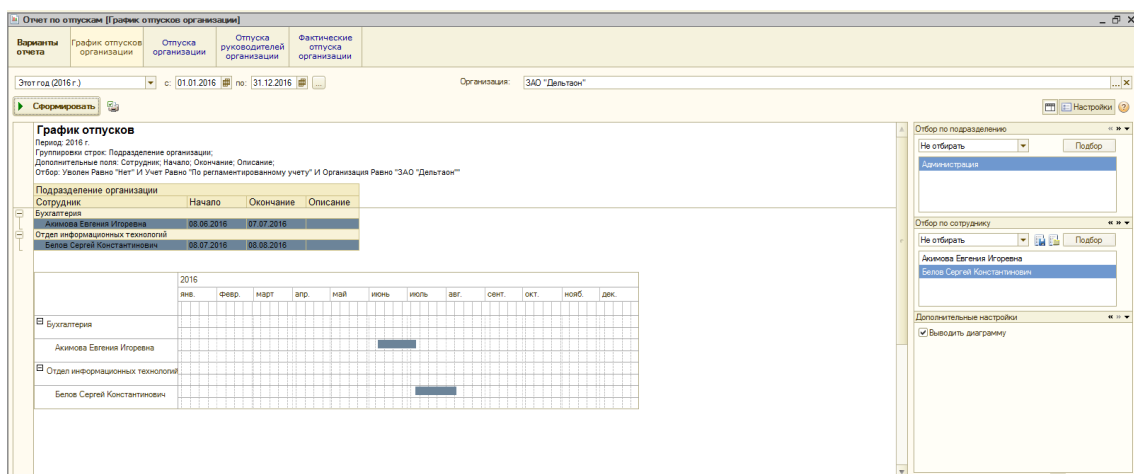 Отчет по отпускам [График отпусков организации]
Варианты отчета
График отпусков организации
Отпуска организации
Отпуска руководителей организации
Фактические отпуска организации
Этот год (2016 г.) с: 01.01.2016 по: 31.12.2016 ... Организация: ЗАО "Дельтаон" ...
Сформировать Настройки
График отпусков
Период: 2016 г.
Группировки строк: Подразделение организации;
Дополнительные поля: Сотрудник; Начало; Окончание; Описание;
Отбор: Уволен Равно "Нет" И Учет Равно "По регламентированному учету" И Организация Равно "ЗАО "Дельтаон""
Подразделение организации
Сотрудник Начало Окончание Описание
Бухгалтерия
Акимова Евгения Игоревна 08.06.2016 07.07.2016
Отдел информационных технологий
Белов Сергей Константинович 08.07.2016 08.08.2016
2016
янв. февр. март апр. май июнь июль авг. сент. окт. нояб. дек.
Бухгалтерия
Акимова Евгения Игоревна
Отдел информационных технологий
Белов Сергей Константинович
Отбор по подразделению
Не отбирать Подбор
Администрация
Отбор по сотруднику
Не отбирать Подбор
Акимова Евгения Игоревна
Белов Сергей Константинович
Дополнительные настройки
Выводить диаграмму